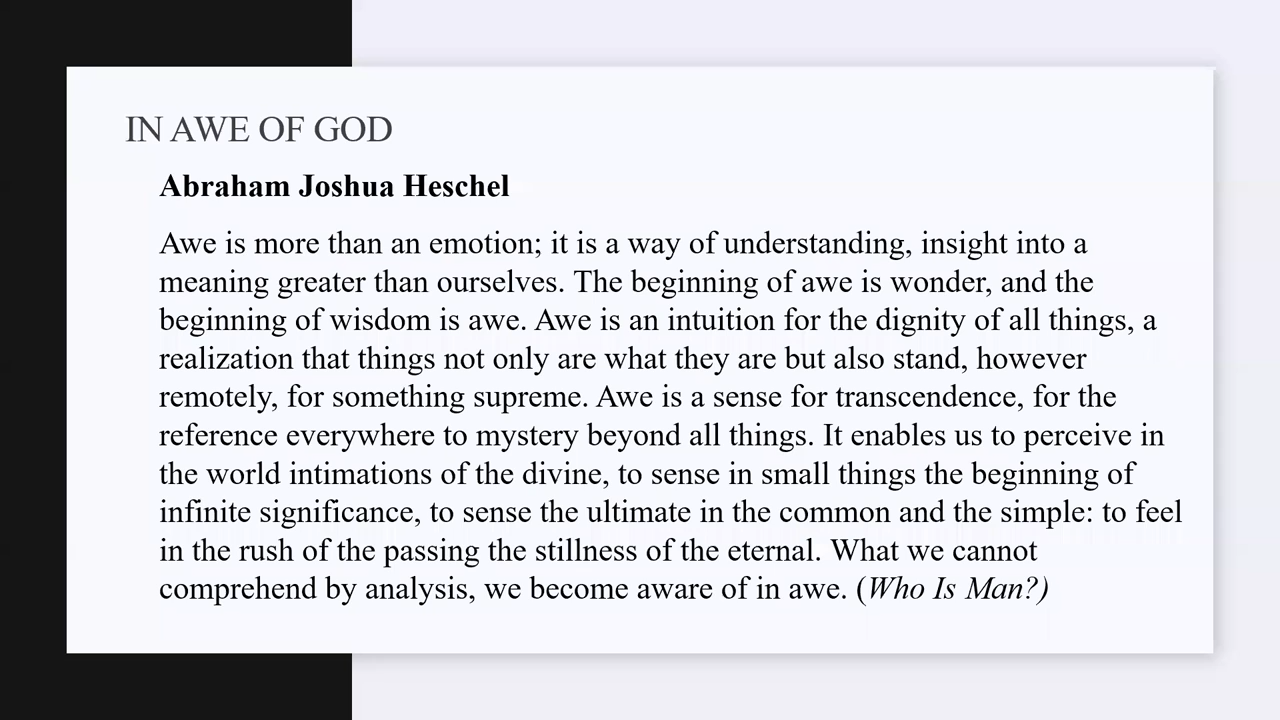 IN AWE OF GOD
Abraham Joshua Heschel
Awe is more than an emotion; it is a way of understanding, insight into a
meaning greater than ourselves. The beginning of awe is wonder, and the
beginning of wisdom is awe. Awe is an intuition for the dignity of all things, a
realization that things not only are what they are but also stand, however
remotely, for something supreme. Awe is a sense for transcendence, for the
reference everywhere to mystery beyond all things. It enables us to perceive in
the world intimations of the divine, to sense in small things the beginning of
infinite significance, to sense the ultimate in the common and the simple: to feel
in the rush of the passing the stillness of the eternal. What we cannot
comprehend by analysis, we become aware of in awe. (Who Is Man?)